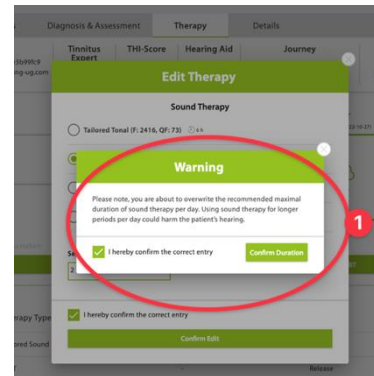 Diagnosis & Assessment Therapy Details
Tinnitus Expert THI-Score Hearing Aid Journey
Edit Therapy
Sound Therapy
Tailored Tonal (F: 2416, QF: 73) 4 h
Warning
Please note, you are about to overwrite the recommended maximal
duration of sound therapy per day. Using sound therapy for longer
periods per day could harm the patient's hearing.
1
I hereby confirm the correct entry Confirm Duration
2
I hereby confirm the correct entry
Confirm Edit
Release